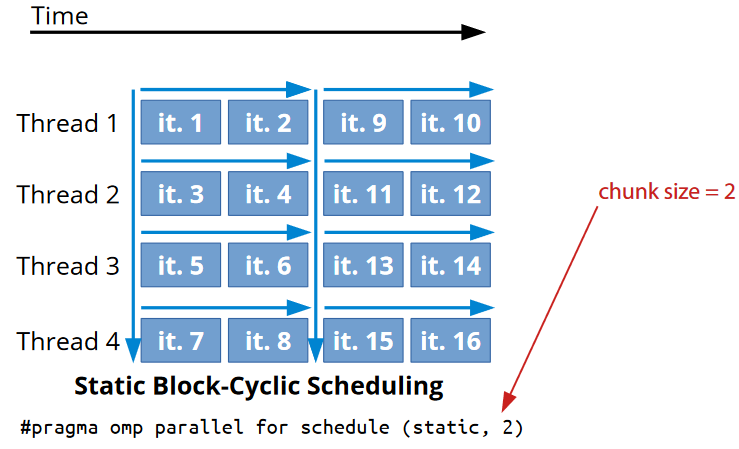 Time
Thread 1 it. 1 it. 2 it. 9 it. 10
Thread 2 it. 3 it. 4 it. 11 it. 12
chunk size = 2
Thread 3 it. 5 it. 6 it. 13 it. 14
Thread 4 it. 7 it. 8 it. 15 it. 16
Static Block-Cyclic Scheduling
#pragma omp parallel for schedule (static, 2)